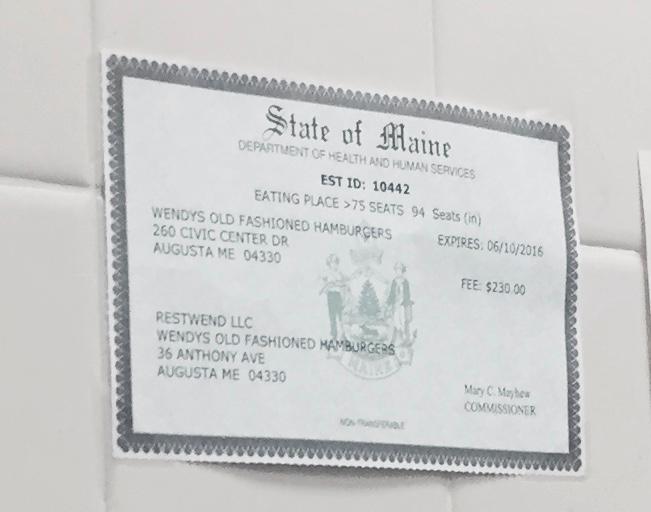 State of Maine
DEPARTMENT OF HEALTH AND HUMAN SERVICES
EST ID: 10442
EATING PLACE >75 SEATS 94 Seats (in)
WENDYS OLD FASHIONED HAMBURGERS
260 CIVIC CENTER DR
AUGUSTA ME 04330
EXPIRES: 06/10/2016
FEE: $230.00
RESTWEND LLC
WENDYS OLD FASHIONED HAMBURGERS
36 ANTHONY AVE
AUGUSTA ME 04330
MAINE
Mary C. Mayhew
COMMISSIONER
NON-TRANSFERABLE